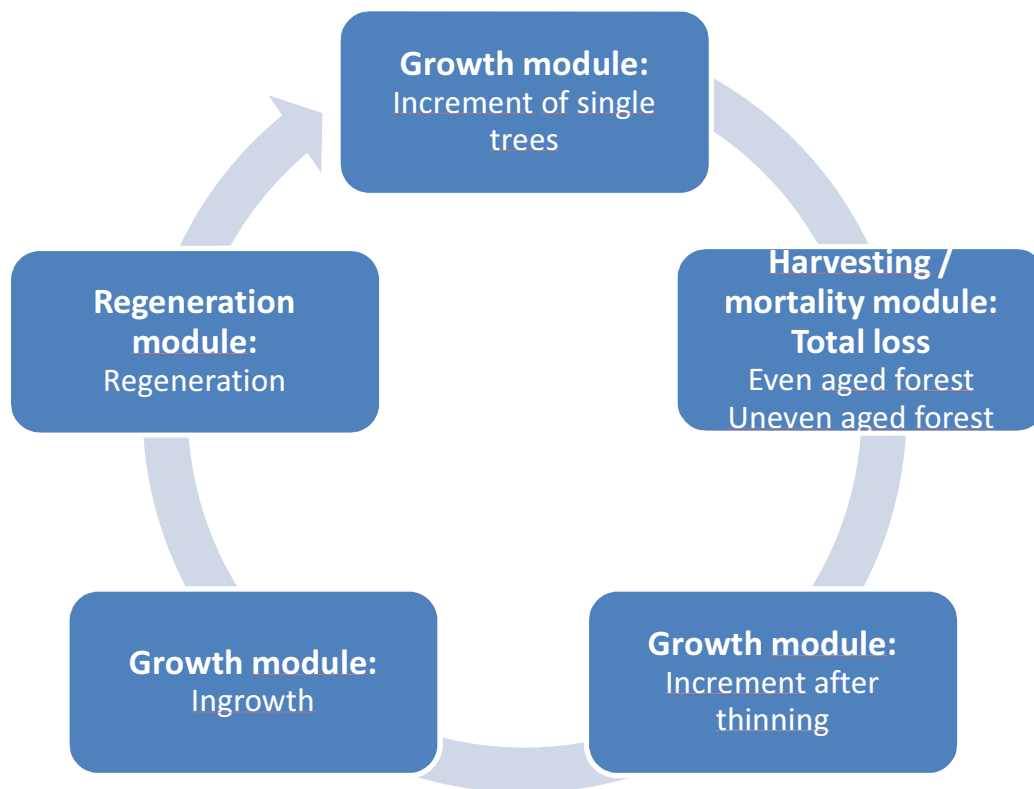 Growth module:
Increment of single
trees
Harvesting /
mortality module:
Total loss
Even aged forest
Uneven aged forest
Growth module:
Increment after
thinning
Growth module:
Ingrowth
Regeneration
module:
Regeneration